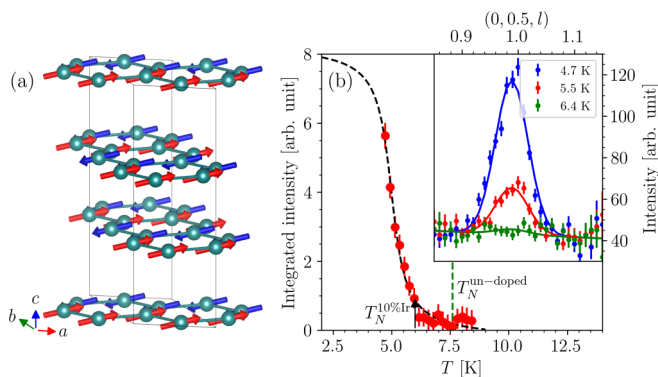 (a)
c
b
a
(0, 0.5, l)
0.9 1.0 1.1
(b)
4.7 K
5.5 K
6.4 K
Integrated intensity [arb. unit]
8
6
4
2
0
120
100
80
60
40
Intensity [arb. unit]
T_N^{10%Ir}
T_N^{un-doped}
2.5 5.0 7.5 10.0 12.5
T [K]